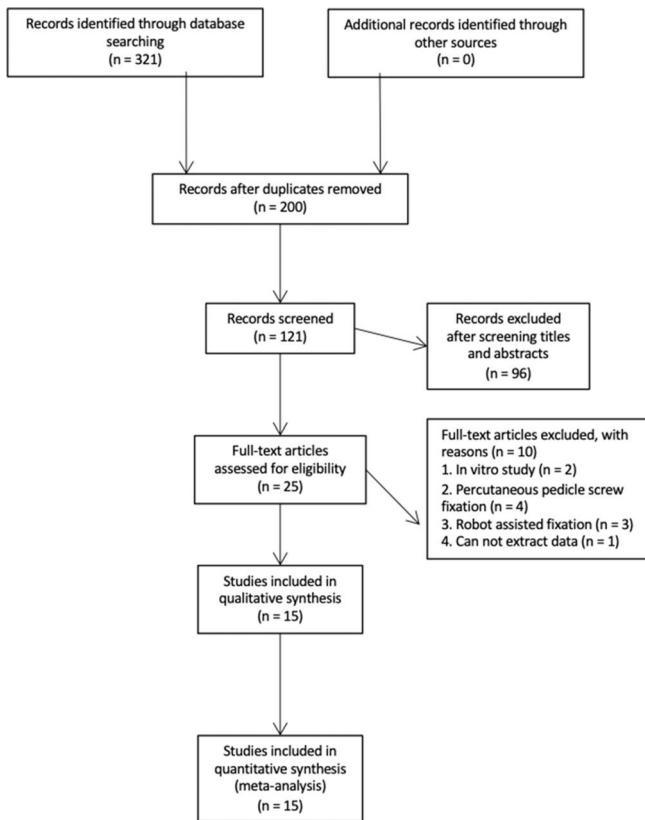 Records identified through database
searching
(n = 321)
Additional records identified through
other sources
(n = 0)
Records after duplicates removed
(n = 200)
Records screened
(n = 121)
Records excluded
after screening titles
and abstracts
(n = 96)
Full-text articles
assessed for eligibility
(n = 25)
Full-text articles excluded, with
reasons (n = 10)
1. In vitro study (n = 2)
2. Percutaneous pedicle screw
fixation (n = 4)
3. Robot assisted fixation (n = 3)
4. Can not extract data (n = 1)
Studies included in
qualitative synthesis
(n = 15)
Studies included in
quantitative synthesis
(meta-analysis)
(n = 15)